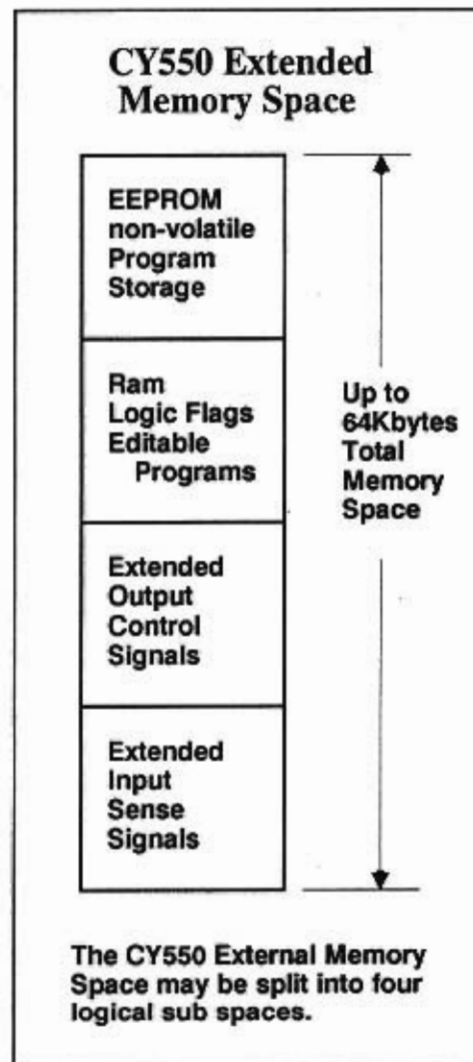 CY550 Extended
Memory Space
EEPROM
non-volatile
Program
Storage
Ram
Logic Flags
Editable
Programs
Extended
Output
Control
Signals
Extended
Input
Sense
Signals
Up to
64Kbytes
Total
Memory
Space
The CY550 External Memory
Space may be split into four
logical sub spaces.